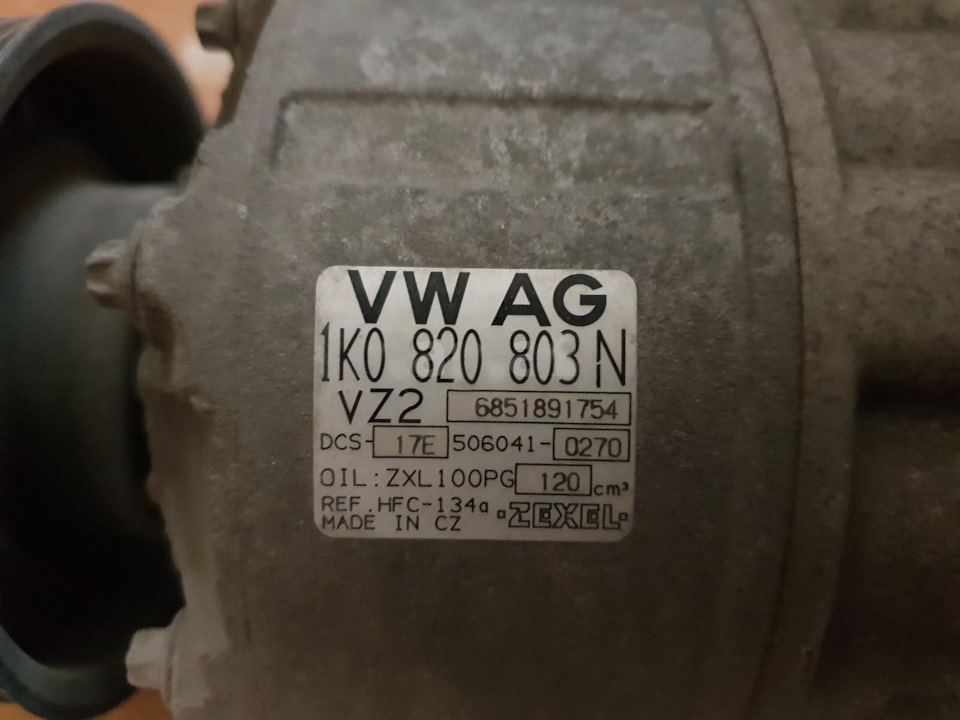 VW AG
1K0 820 803 N
VZ2 6851891754
DCS-17E 506041-0270
OIL:ZXL100PG 120 cm³
REF.HFC-134a
MADE IN CZ ·ZEXEL·